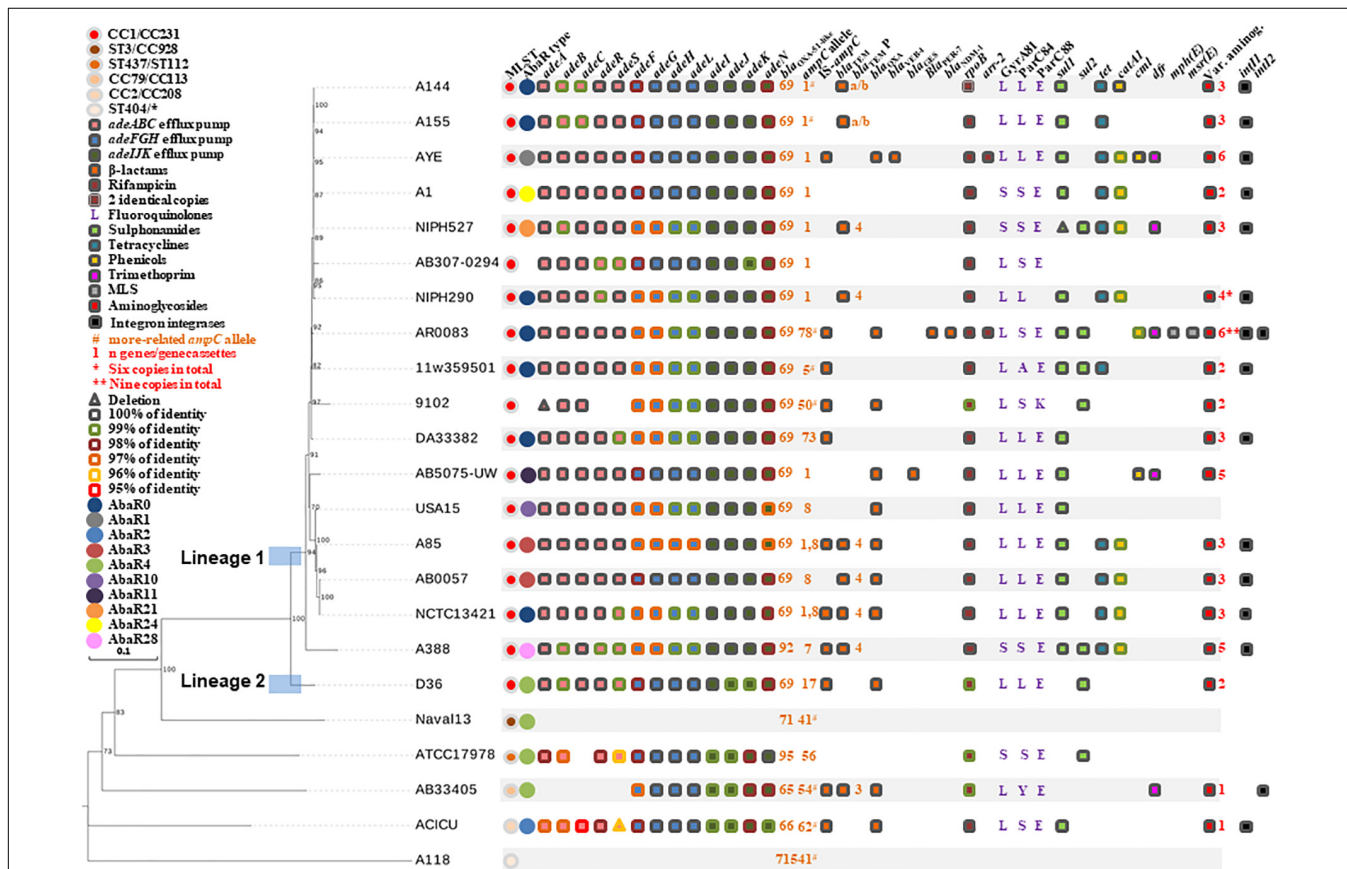 CC1/CC231
ST3/CC928
ST437/ST112
CC79/CC113
CC2/CC208
ST404/*
adeABC efflux pump
adeFGH efflux pump
adeIJK efflux pump
β-lactams
Rifampicin
2 identical copies
L Fluoroquinolones
Sulphonamides
Tetracyclines
Phenicols
Trimethoprim
MLS
Aminoglycosides
Integron integrases
# more-related ampC allele
1 n genes/genecassettes
* Six copies in total
** Nine copies in total
Deletion
100% of identity
99% of identity
98% of identity
97% of identity
96% of identity
95% of identity
AbaR0
AbaR1
AbaR2
AbaR3
AbaR4
AbaR10
AbaR11
AbaR21
AbaR24
AbaR28
0.1
Lineage 1
Lineage 2
100
94
95
87
89
86
92
82
97
91
70
100
94
96
100
100
100
83
73
MLST AbaR type adeA adeB adeC adeR adeS adeF adeG adeH adeL adeI adeJ adeK adeN ampC allele IS-ampC rpoB arr-2 GyrA81 ParC84 ParC88 sul1 sul2 tet catA1 cml dfr mph(E) msr(E) Var. aminog. intI1 intI2
A144 69 1# a/b L L E 3
A155 69 1# a/b L L E 3
AYE 69 1 L L E 6
A1 69 1 S S E 2
NIPH527 69 1 4 S S E 3
AB307-0294 69 1 L S E
NIPH290 69 1 4 L L 4*
AR0083 69 78# L S E 6**
11w359501 69 5# L A E 2
9102 69 50# L S K 2
DA33382 69 73 L L E 3
AB5075-UW 69 1 L L E 5
USA15 69 8 L L E
A85 69 1,8 4 L L E 3
AB0057 69 8 4 L L E 3
NCTC13421 69 1,8 4 L L E 3
A388 92 7 4 S S E 5
D36 69 17 L L E 2
Naval13 71 41#
ATCC17978 95 56 S S E
AB33405 65 54# 3 L Y E 1
ACICU 66 62# L S E 1
A118 71541#